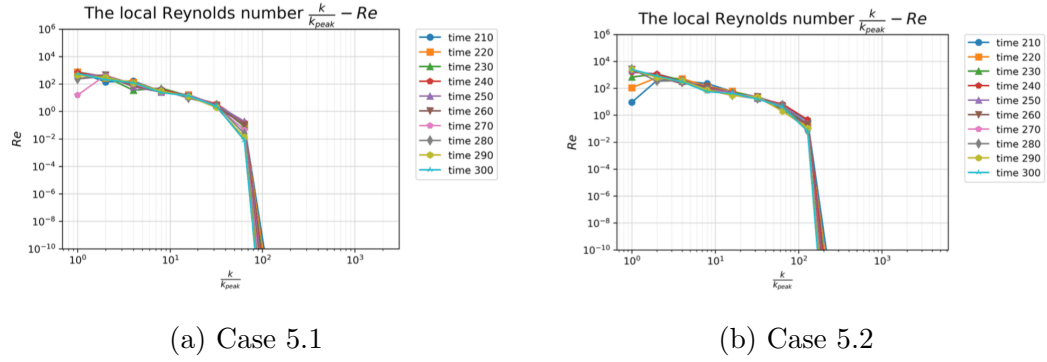 The local Reynolds number k/k_peak − Re
Re
10^6
10^4
10^2
10^0
10^−2
10^−4
10^−6
10^−8
10^−10
10^0
10^1
10^2
10^3
k/k_peak
time 210
time 220
time 230
time 240
time 250
time 260
time 270
time 280
time 290
time 300
(a) Case 5.1
The local Reynolds number k/k_peak − Re
Re
10^6
10^4
10^2
10^0
10^−2
10^−4
10^−6
10^−8
10^−10
10^0
10^1
10^2
10^3
k/k_peak
time 210
time 220
time 230
time 240
time 250
time 260
time 270
time 280
time 290
time 300
(b) Case 5.2